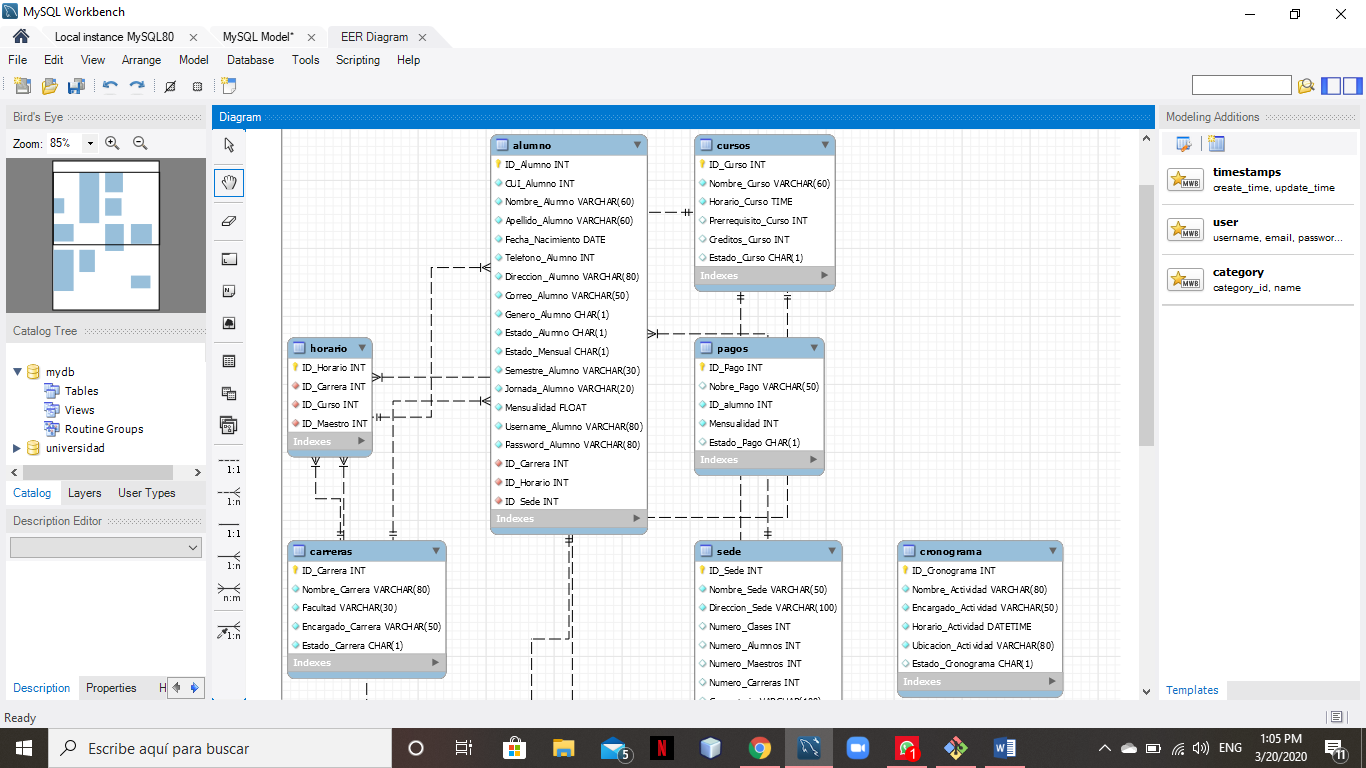 MySQL Workbench
Local instance MySQL80
MySQL Model*
EER Diagram
File Edit View Arrange Model Database Tools Scripting Help
Bird's Eye
Zoom: 85%
Catalog Tree
mydb
Tables
Views
Routine Groups
universidad
Catalog Layers User Types
Description Editor
Description Properties H
Ready
1:1
1:n
1:1
1:n
n:m
1:n
Diagram
alumno
ID_Alumno INT
CUI_Alumno INT
Nombre_Alumno VARCHAR(60)
Apellido_Alumno VARCHAR(60)
Fecha_Nacimiento DATE
Telefono_Alumno INT
Direccion_Alumno VARCHAR(80)
Correo_Alumno VARCHAR(50)
Genero_Alumno CHAR(1)
Estado_Alumno CHAR(1)
Estado_Mensual CHAR(1)
Semestre_Alumno VARCHAR(30)
Jornada_Alumno VARCHAR(20)
Mensualidad FLOAT
Username_Alumno VARCHAR(80)
Password_Alumno VARCHAR(80)
ID_Carrera INT
ID_Horario INT
ID_Sede INT
Indexes
cursos
ID_Curso INT
Nombre_Curso VARCHAR(60)
Horario_Curso TIME
Prerrequisito_Curso INT
Creditos_Curso INT
Estado_Curso CHAR(1)
Indexes
horario
ID_Horario INT
ID_Carrera INT
ID_Curso INT
ID_Maestro INT
Indexes
pagos
ID_Pago INT
Nobre_Pago VARCHAR(50)
ID_alumno INT
Mensualidad INT
Estado_Pago CHAR(1)
Indexes
carreras
ID_Carrera INT
Nombre_Carrera VARCHAR(80)
Facultad VARCHAR(30)
Encargado_Carrera VARCHAR(50)
Estado_Carrera CHAR(1)
Indexes
sede
ID_Sede INT
Nombre_Sede VARCHAR(50)
Direccion_Sede VARCHAR(100)
Numero_Clases INT
Numero_Alumnos INT
Numero_Maestros INT
Numero_Carreras INT
cronograma
ID_Cronograma INT
Nombre_Actividad VARCHAR(80)
Encargado_Actividad VARCHAR(50)
Horario_Actividad DATETIME
Ubicacion_Actividad VARCHAR(80)
Estado_Cronograma CHAR(1)
Indexes
Modeling Additions
MWB
timestamps
create_time, update_time
MWB
user
username, email, passwor...
MWB
category
category_id, name
Templates
Escribe aquí para buscar
5
N
1
W
ENG
1:05 PM
3/20/2020
11